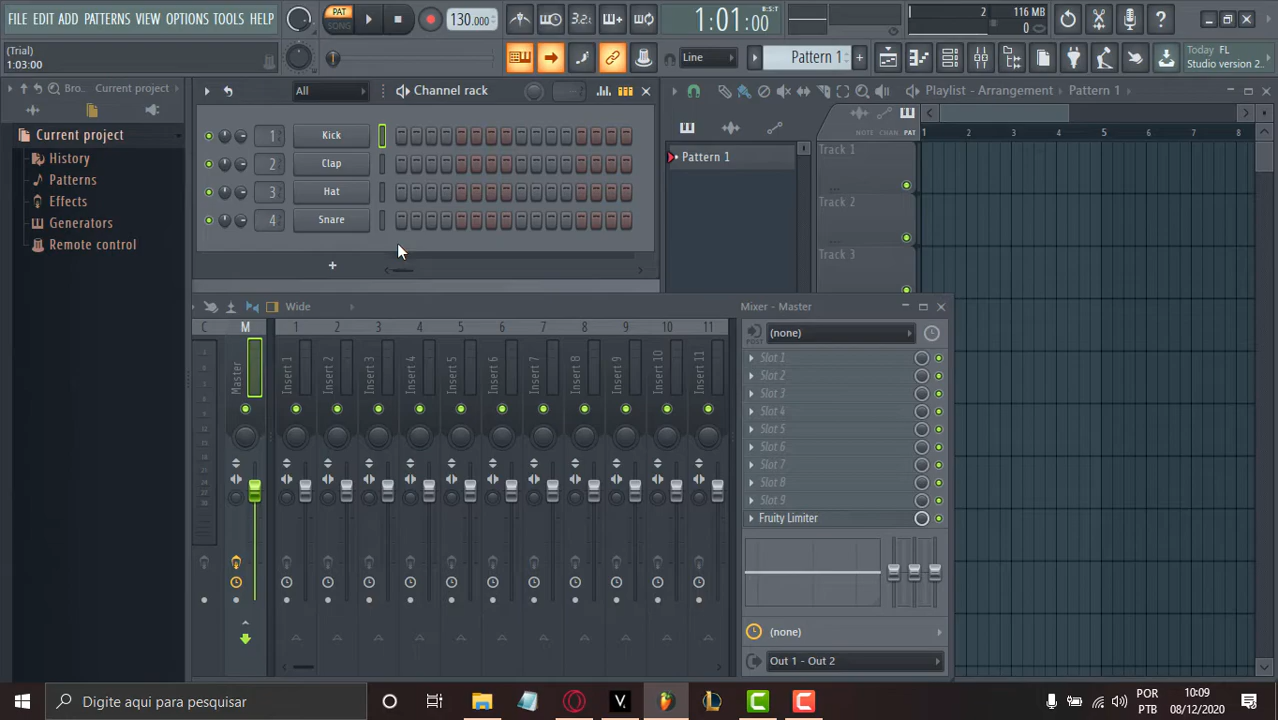 FILE EDIT ADD PATTERNS VIEW OPTIONS TOOLS HELP
(Trial)
1:03:00
PAT
SONG
130.000
3.2
1:01:00
B:S:T
2
116 MB
0
Line
Pattern 1
Today FL
Studio version 2..
Bro..
Current project
Current project
History
Patterns
Effects
Generators
Remote control
All
Channel rack
1 Kick
2 Clap
3 Hat
4 Snare
+
Playlist - Arrangement
Pattern 1
NOTE CHAN PAT
1 2 3 4 5 6 7 8
Pattern 1
Track 1
Track 2
Track 3
Wide
Mixer - Master
C M 1 2 3 4 5 6 7 8 9 10 11
Master
Insert 1
Insert 2
Insert 3
Insert 4
Insert 5
Insert 6
Insert 7
Insert 8
Insert 9
Insert 10
Insert 11
POST
(none)
Slot 1
Slot 2
Slot 3
Slot 4
Slot 5
Slot 6
Slot 7
Slot 8
Slot 9
Fruity Limiter
(none)
Out 1 - Out 2
Digite aqui para pesquisar
POR
PTB
10:09
08/12/2020